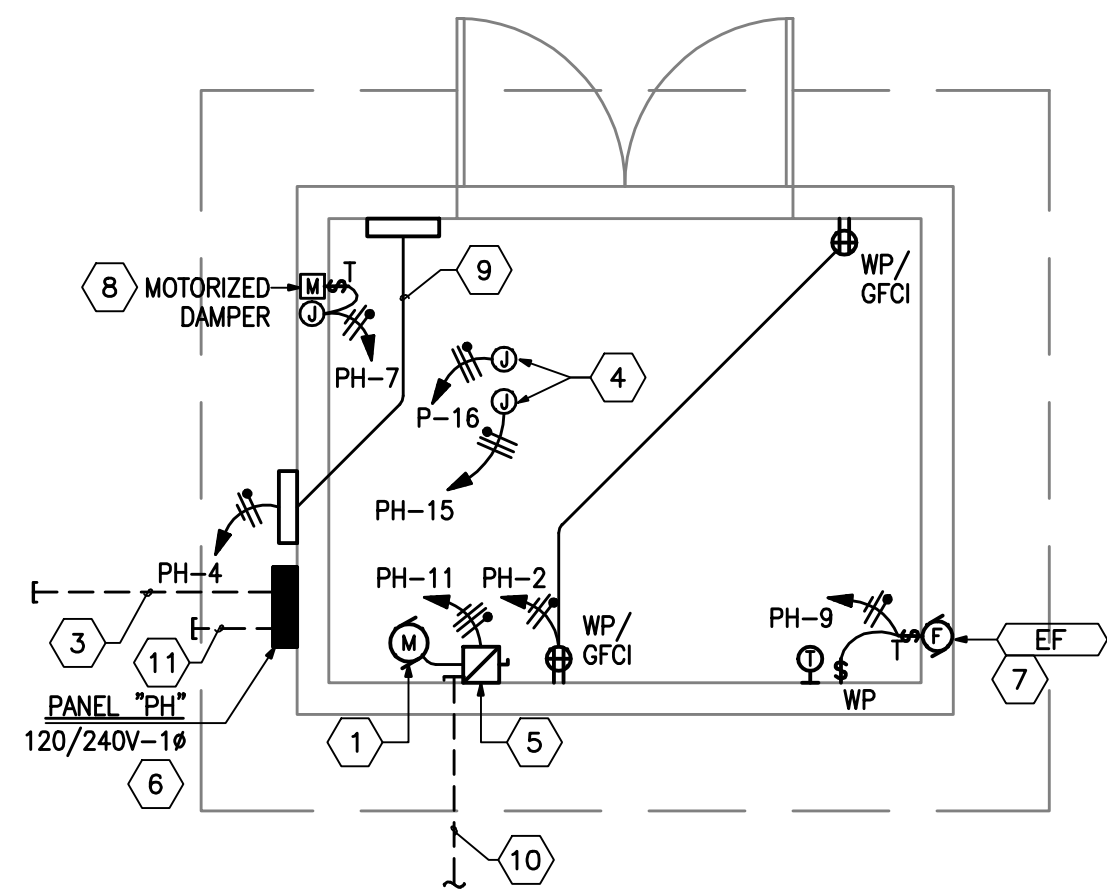 WP/
GFCI
9
8
MOTORIZED
DAMPER
M
T
J
PH-7
J
4
P-16
J
PH-15
PH-4
PH-11
PH-2
WP/
GFCI
PH-9
3
11
M
T
$
T
$
F
EF
7
WP
PANEL "PH"
120/240V-1ø
6
1
5
10